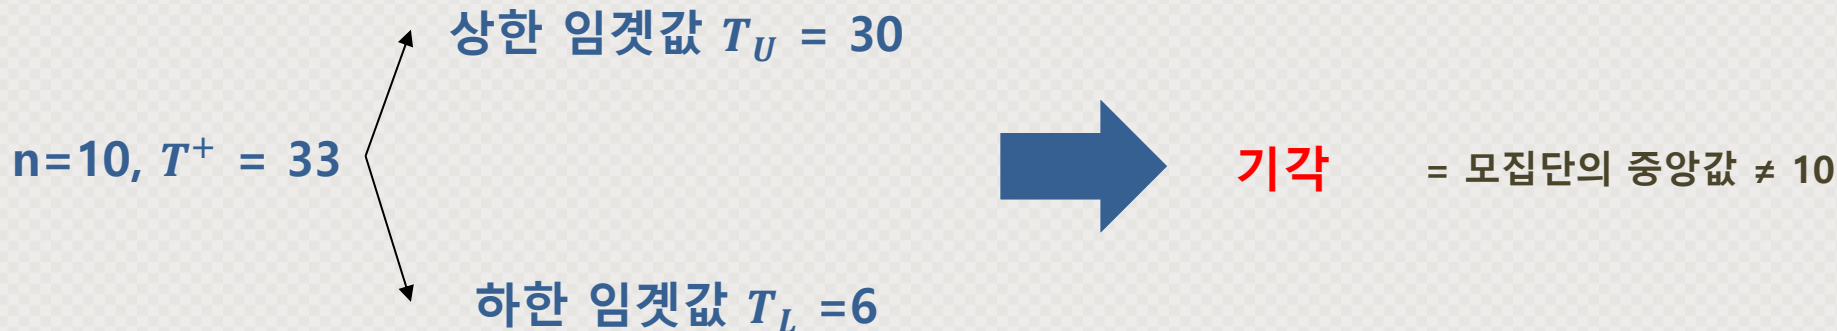 상한 임곗값 T_U = 30
n=10, T⁺ = 33
기각 = 모집단의 중앙값 ≠ 10
하한 임곗값 T_L =6